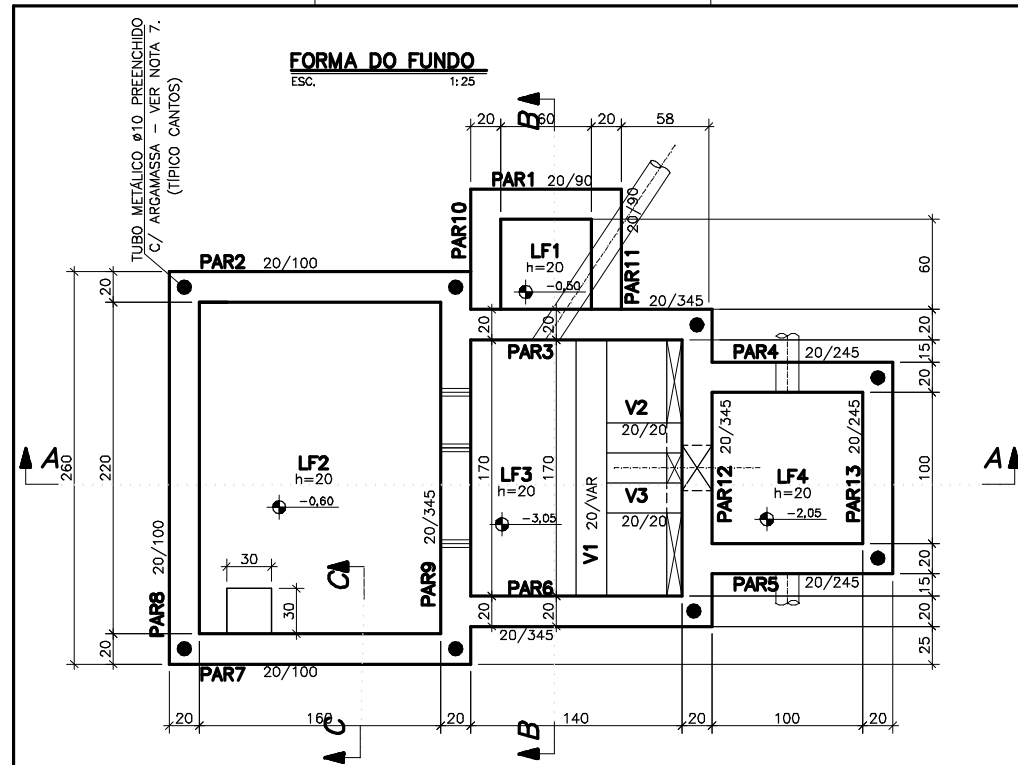 FORMA DO FUNDO
ESC. 1:25
TUBO METÁLICO ø10 PREENCHIDO
C/ ARGAMASSA – VER NOTA 7.
(TÍPICO CANTOS)
B
20 60 20 58
PAR1 20/90
PAR10
20/90
PAR11
LF1
h=20
-0,50
60
PAR2 20/100
20/345
20
20
20
20
PAR3
PAR4 20/245
15
20
A
260
220
LF2
h=20
-0,60
20/345
170
LF3
h=20
-3,05
170
20/VAR
V1
V2
20/20
V3
20/20
20/345
PAR12
LF4
h=20
-2,05
20/245
PAR13
100
A
20/100
PAR8
30
30
C
PAR9
PAR6
20/345
20
20
PAR5 20/245
20
15
20
25
20
PAR7 20/100
20 160 20 140 20 100 20
C
B